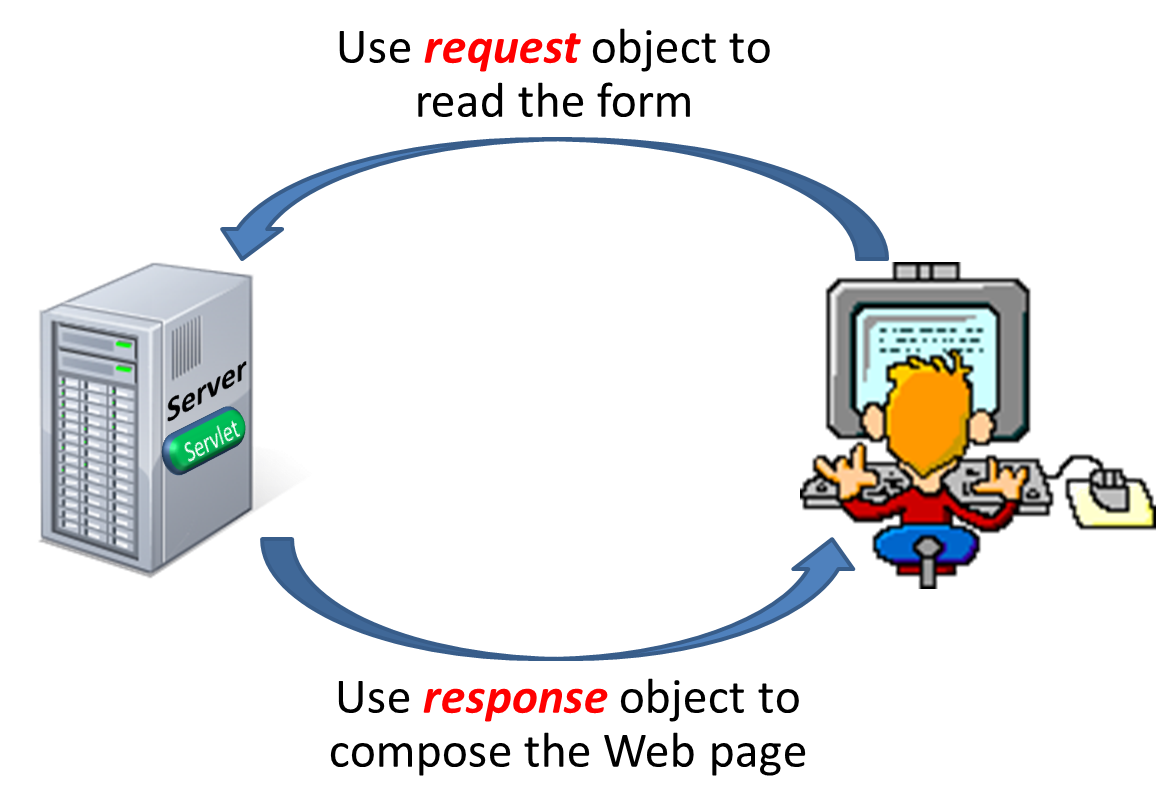 Use request object to
read the form
Server
Servlet
Use response object to
compose the Web page